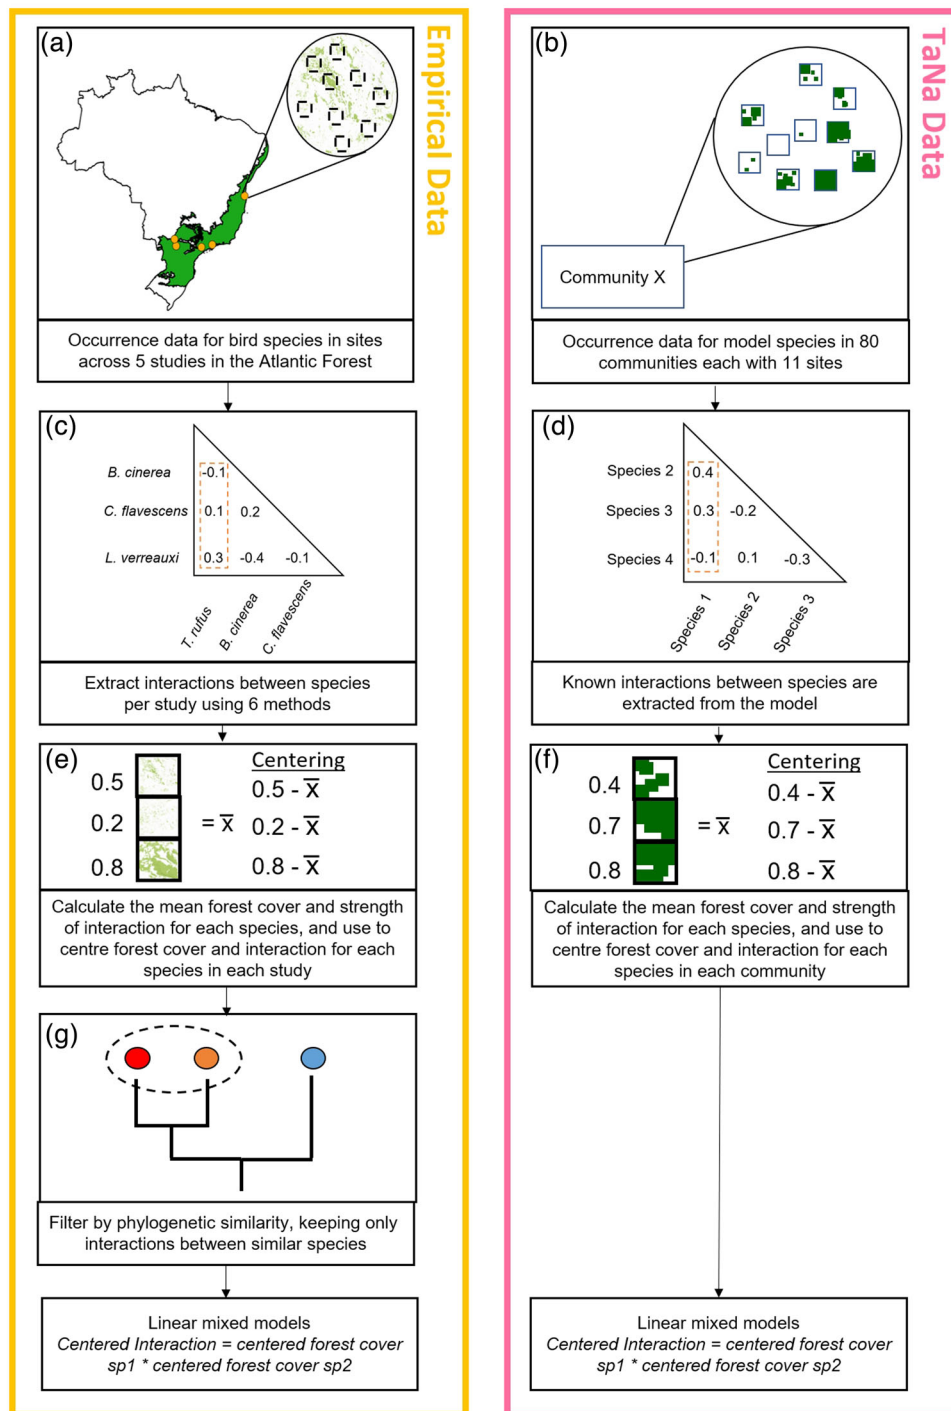 Empirical Data
(a)
Occurrence data for bird species in sites
across 5 studies in the Atlantic Forest
(c)
B. cinerea
-0.1
C. flavescens
0.1 0.2
L. verreauxi
0.3 -0.4 -0.1
T. rufus
B. cinerea
C. flavescens
Extract interactions between species
per study using 6 methods
(e)
Centering
0.5
0.5 - x̅
0.2
= x̅
0.2 - x̅
0.8
0.8 - x̅
Calculate the mean forest cover and strength
of interaction for each species, and use to
centre forest cover and interaction for each
species in each study
(g)
Filter by phylogenetic similarity, keeping only
interactions between similar species
Linear mixed models
Centered Interaction = centered forest cover
sp1 * centered forest cover sp2
TaNa Data
(b)
Community X
Occurrence data for model species in 80
communities each with 11 sites
(d)
Species 2
0.4
Species 3
0.3 -0.2
Species 4
-0.1 0.1 -0.3
Species 1
Species 2
Species 3
Known interactions between species are
extracted from the model
(f)
Centering
0.4
0.4 - x̅
0.7
= x̅
0.7 - x̅
0.8
0.8 - x̅
Calculate the mean forest cover and strength
of interaction for each species, and use to
centre forest cover and interaction for each
species in each community
Linear mixed models
Centered Interaction = centered forest cover
sp1 * centered forest cover sp2